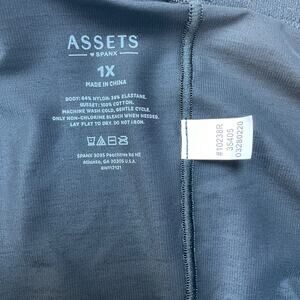 ASSETS
♥ SPANX
1X
MADE IN CHINA
BODY: 64% NYLON, 36% ELASTANE.
GUSSET: 100% COTTON.
MACHINE WASH COLD, GENTLE CYCLE.
ONLY NON-CHLORINE BLEACH WHEN NEEDED.
LAY FLAT TO DRY. DO NOT IRON.
SPANX 3035 Peachtree Rd NE
Atlanta, GA 30305 U.S.A.
#10238R
35405
03280220